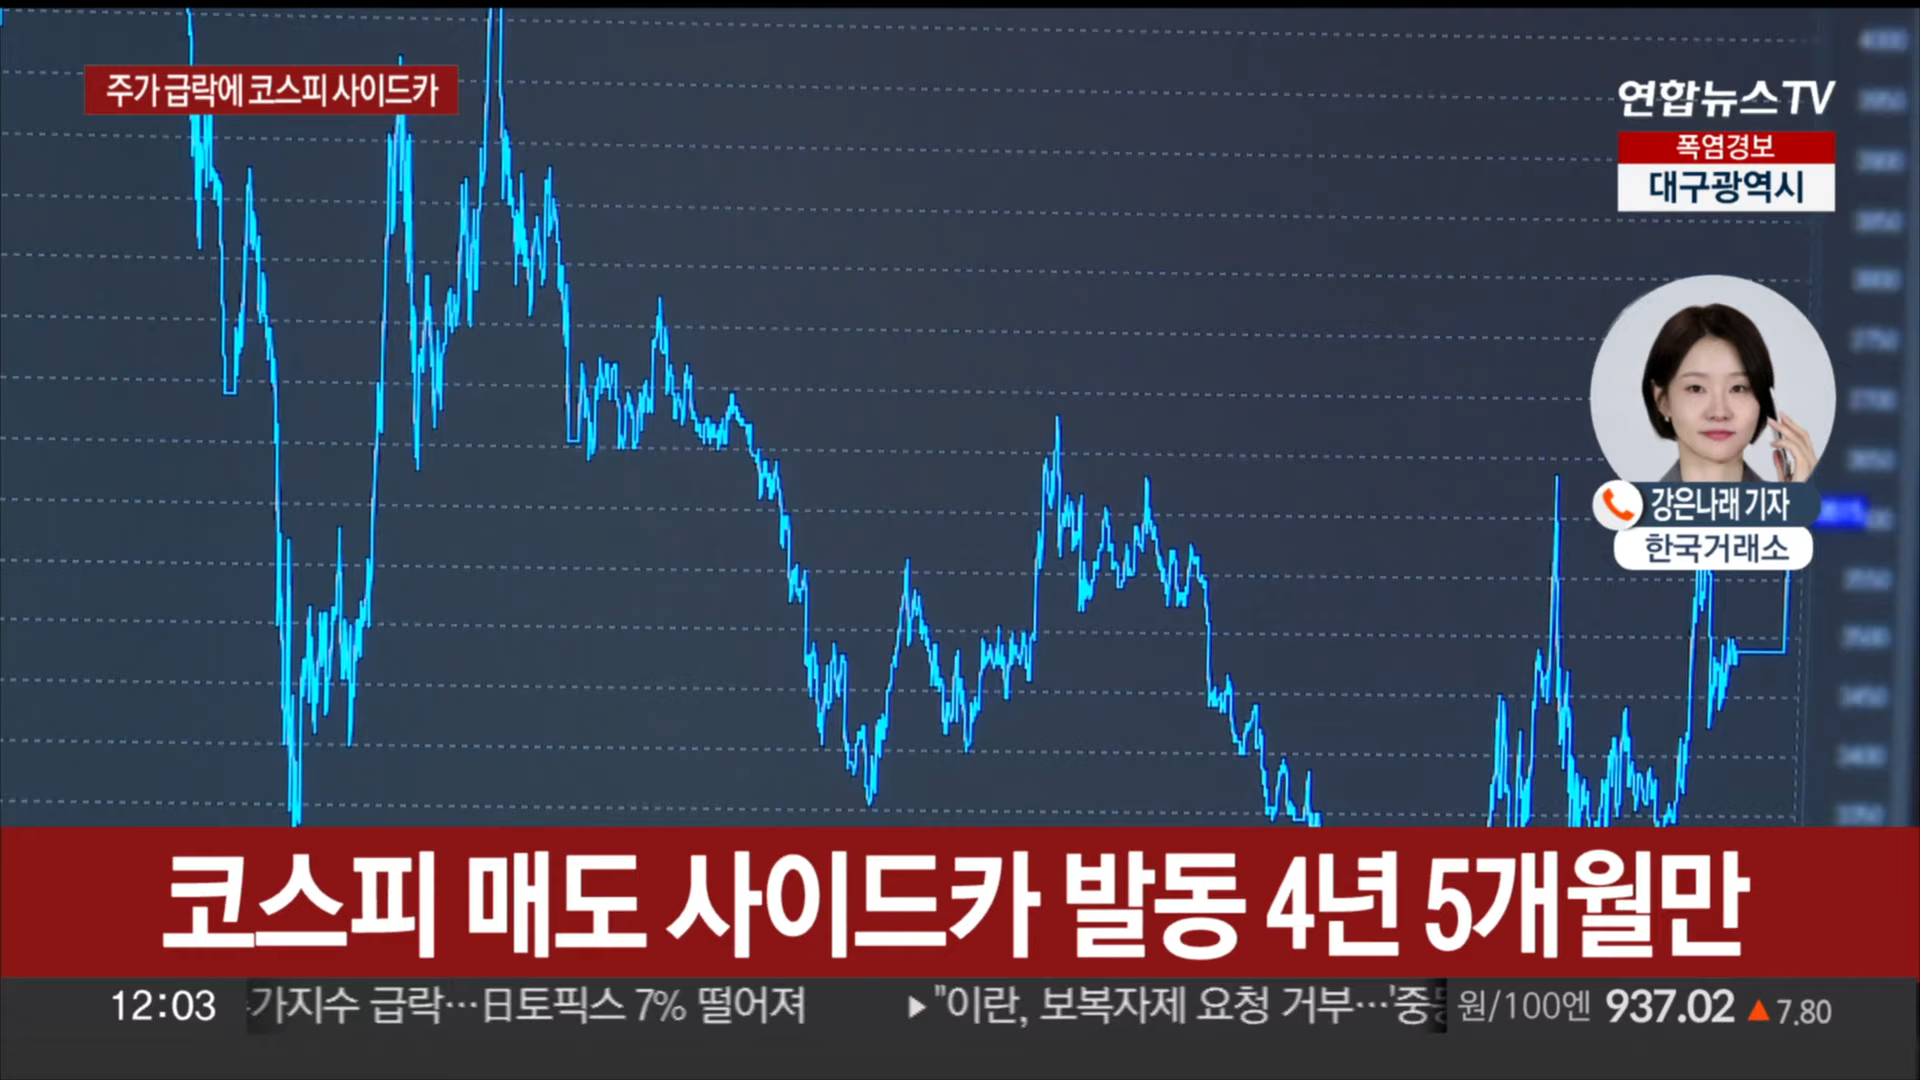 주가 급락에 코스피 사이드카
연합뉴스TV
폭염경보
대구광역시
강은나래 기자
한국거래소
코스피 매도 사이드카 발동 4년 5개월만
12:03
가지수 급락…日토픽스 7% 떨어져
▶"이란, 보복자제 요청 거부…'중
원/100엔 937.02 ▲7.80